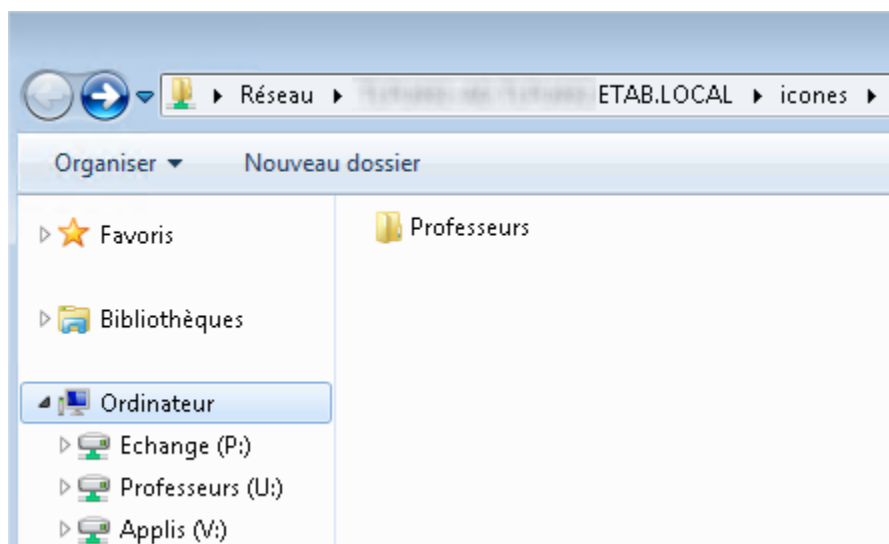 Réseau ETAB.LOCAL icones
Organiser Nouveau dossier
Favoris
Professeurs
Bibliothèques
Ordinateur
Echange (P:)
Professeurs (U:)
Applis (V:)